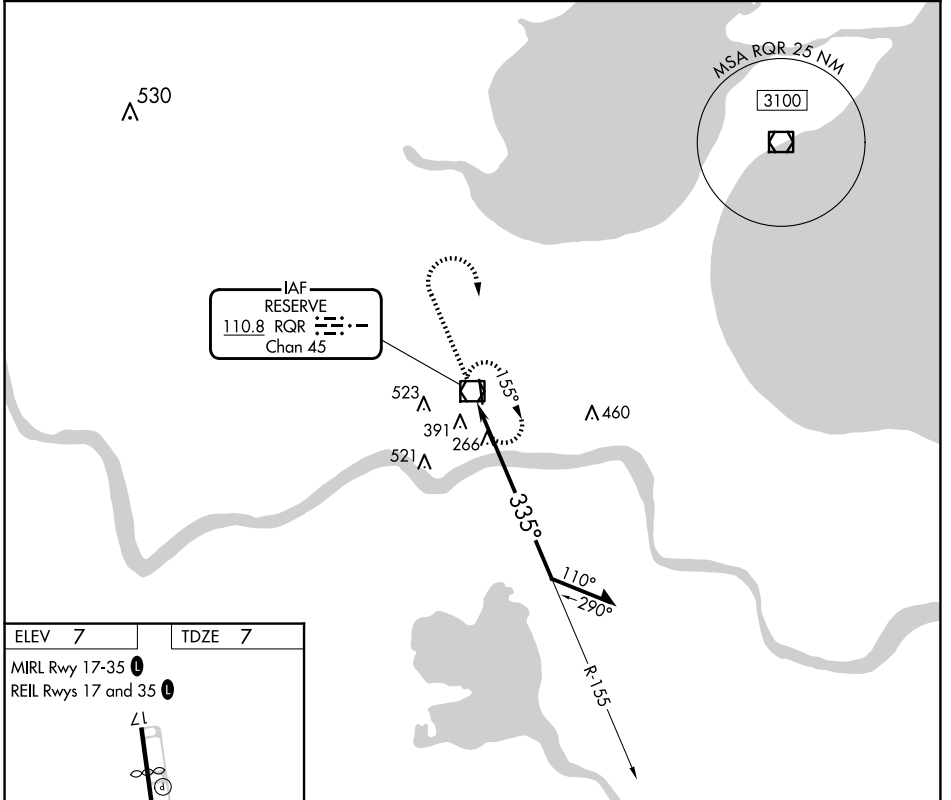 MSA RQR 25 NM
3100
530
IAF
RESERVE
110.8 RQR
Chan 45
155°
523
391
266
460
521
335°
110°
290°
R-155
ELEV 7
TDZE 7
MIRL Rwy 17-35 L
REIL Rwys 17 and 35 L
17
P